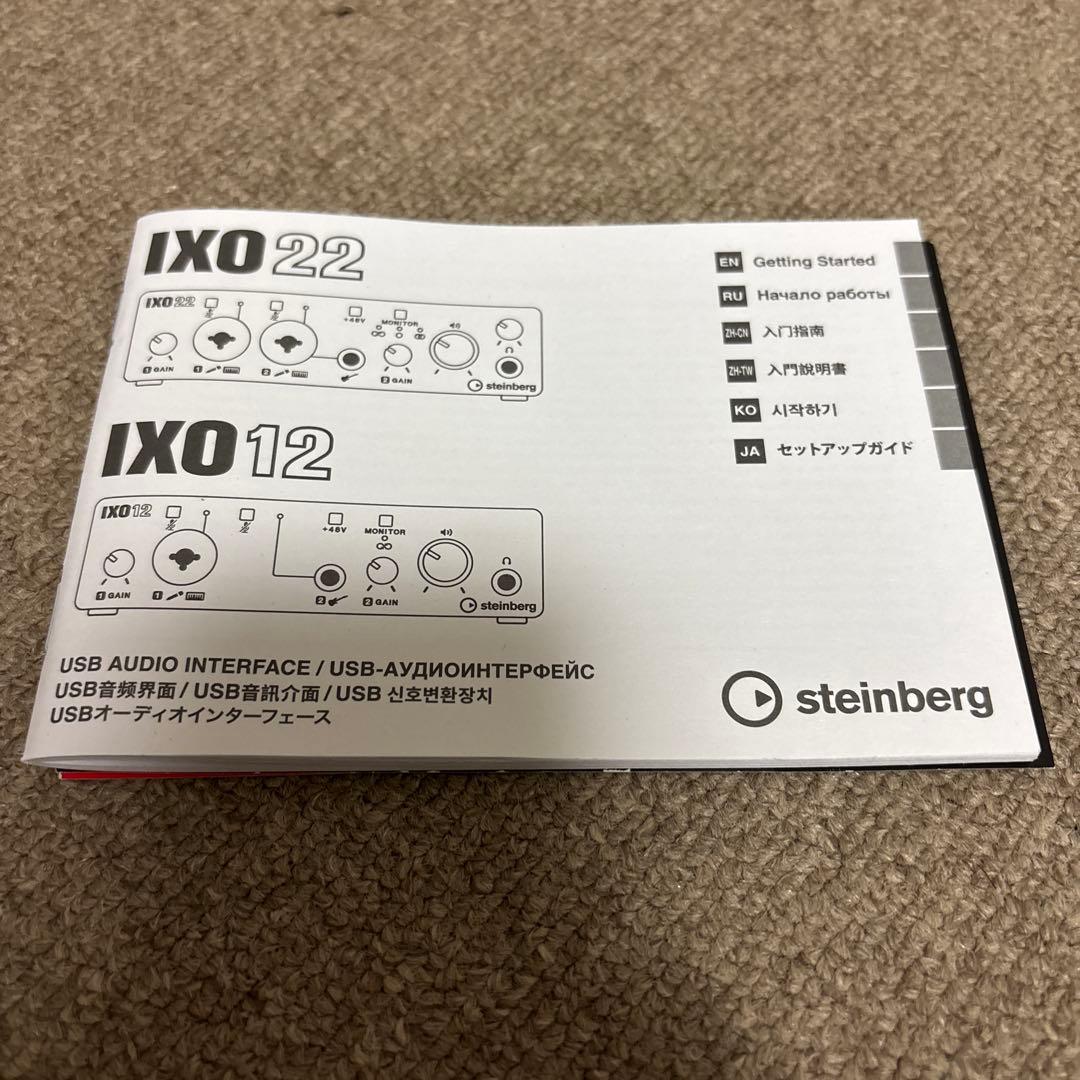 IXO22
IXO22
+48V
MONITOR
1 GAIN
1
2
2 GAIN
steinberg
IXO12
IXO12
+48V
MONITOR
1 GAIN
1
2
2 GAIN
steinberg
USB AUDIO INTERFACE / USB-АУДИОИНТЕРФЕЙС
USB音频界面 / USB音訊介面 / USB 신호변환장치
USBオーディオインターフェース
EN Getting Started
RU Начало работы
ZH-CN 入门指南
ZH-TW 入門說明書
KO 시작하기
JA セットアップガイド
steinberg